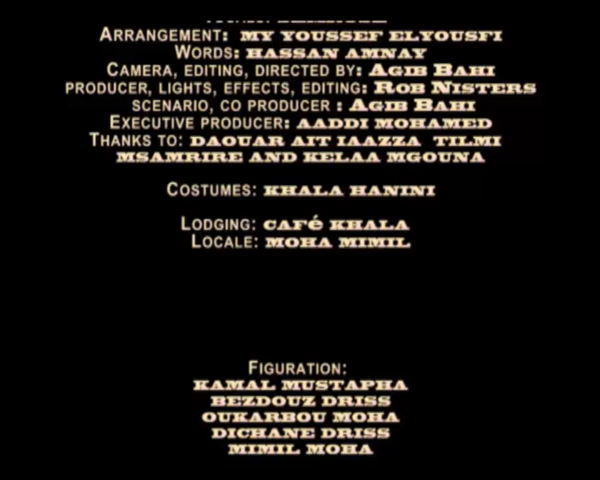 Arrangement: MY YOUSSEF ELYOUSFI
Words: HASSAN AMNAY
Camera, editing, directed by: Agib Bahi
producer, lights, effects, editing: Rob Nisters
scenario, co producer : Agib Bahi
Executive producer: AADDI MOHAMED
Thanks to: DAOUAR AIT IAAZZA TILMI
MSAMRIRE AND KELAA MGOUNA
Costumes: KHALA HANINI
Lodging: CAFé KHALA
Locale: MOHA MIMIL
Figuration:
KAMAL MUSTAPHA
BEZDOUZ DRISS
OUKARBOU MOHA
DICHANE DRISS
MIMIL MOHA